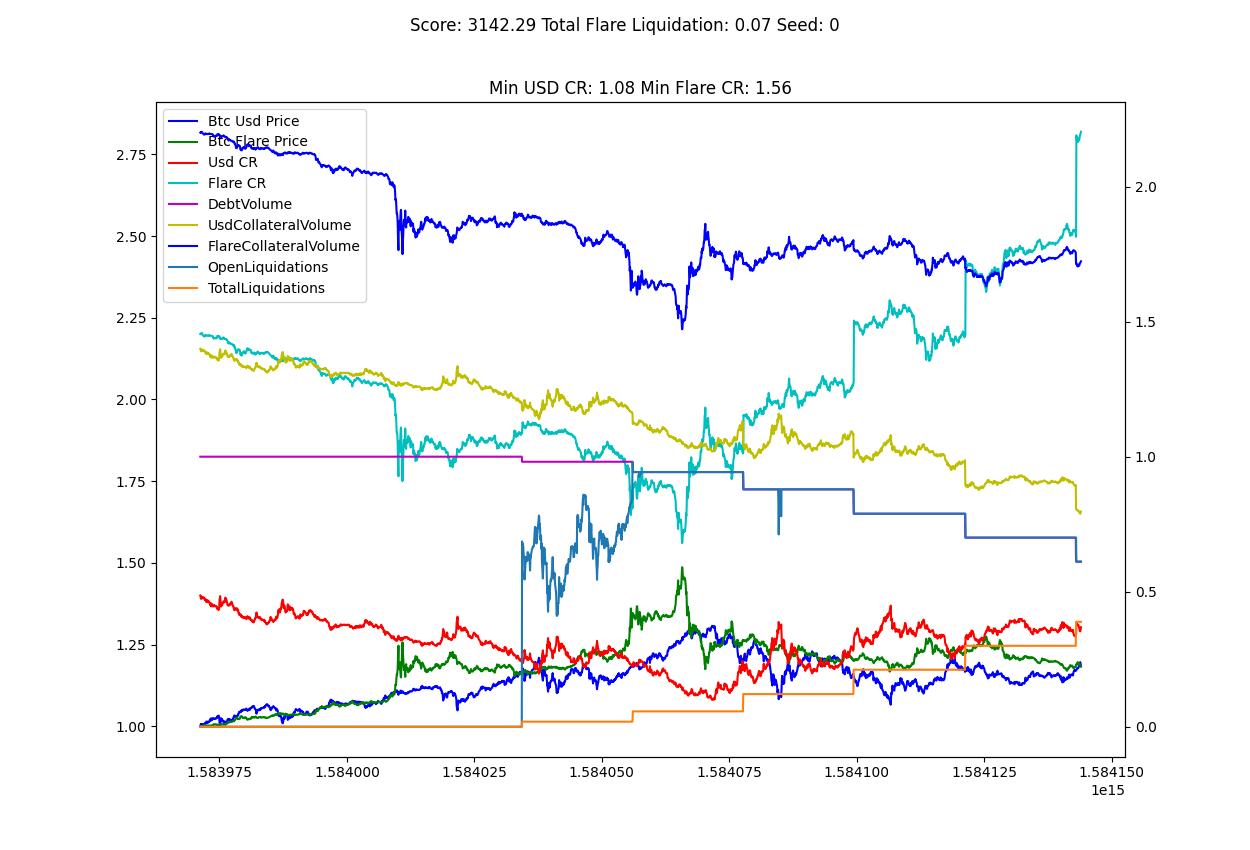 Score: 3142.29 Total Flare Liquidation: 0.07 Seed: 0
Min USD CR: 1.08 Min Flare CR: 1.56
Btc Usd Price
Btc Flare Price
Usd CR
Flare CR
DebtVolume
UsdCollateralVolume
FlareCollateralVolume
OpenLiquidations
TotalLiquidations
2.75
2.50
2.25
2.00
1.75
1.50
1.25
1.00
2.0
1.5
1.0
0.5
0.0
1.583975 1.584000 1.584025 1.584050 1.584075 1.584100 1.584125 1.584150
1e15